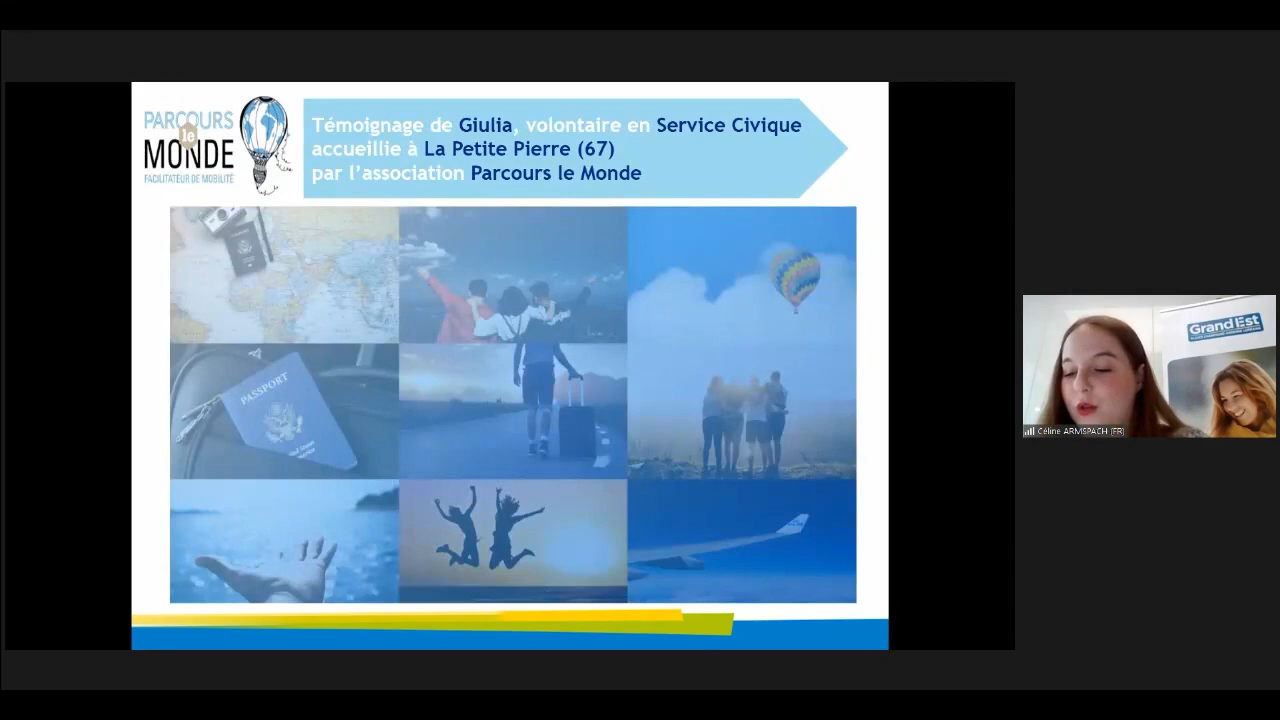 PARCOURS
le
MONDE
FACILITATEUR DE MOBILITÉ
Témoignage de Giulia, volontaire en Service Civique
accueillie à La Petite Pierre (67)
par l'association Parcours le Monde
PASSPORT
Grand Est
Céline ARMSPACH (FR)